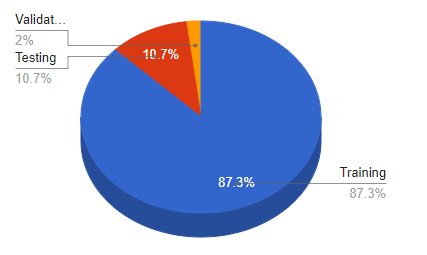 Validat...
2%
Testing
10.7%
10.7%
87.3%
Training
87.3%